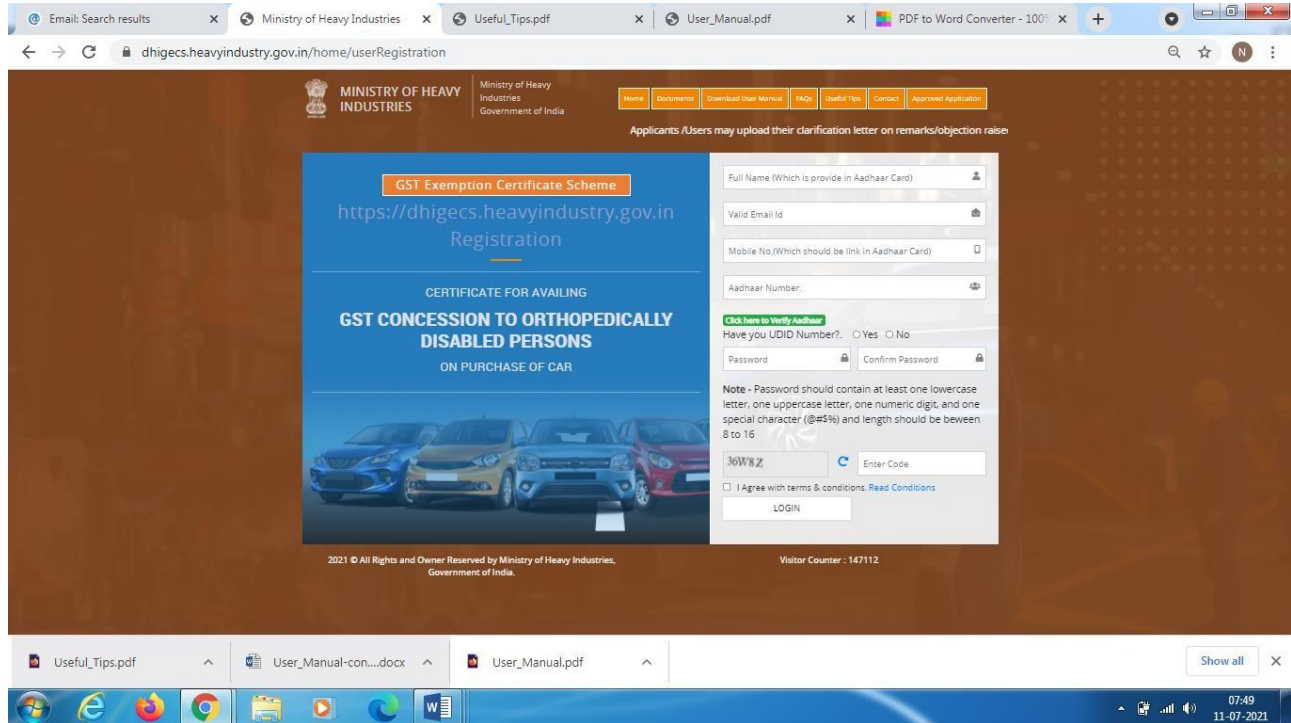 Email: Search results
Ministry of Heavy Industries
Useful_Tips.pdf
User_Manual.pdf
PDF to Word Converter - 100%
dhigecs.heavyindustry.gov.in/home/userRegistration
N
MINISTRY OF HEAVY
INDUSTRIES
Ministry of Heavy
Industries
Government of India
Home
Documents
Download User Manual
FAQs
Useful Tips
Contact
Approved Application
Applicants /Users may upload their clarification letter on remarks/objection raised
GST Exemption Certificate Scheme
https://dhigecs.heavyindustry.gov.in
Registration
CERTIFICATE FOR AVAILING
GST CONCESSION TO ORTHOPEDICALLY
DISABLED PERSONS
ON PURCHASE OF CAR
Full Name (Which is provide in Aadhaar Card)
Valid Email Id
Mobile No.(Which should be link in Aadhaar Card)
Aadhaar Number.
Click here to Verify Aadhaar
Have you UDID Number?. Yes No
Password
Confirm Password
Note - Password should contain at least one lowercase
letter, one uppercase letter, one numeric digit, and one
special character (@#$%) and length should be beween
8 to 16
36W8Z
Enter Code
I Agree with terms & conditions. Read Conditions
LOGIN
2021 © All Rights and Owner Reserved by Ministry of Heavy Industries,
Government of India.
Visitor Counter : 147112
Useful_Tips.pdf
User_Manual-con....docx
User_Manual.pdf
Show all
07:49
11-07-2021